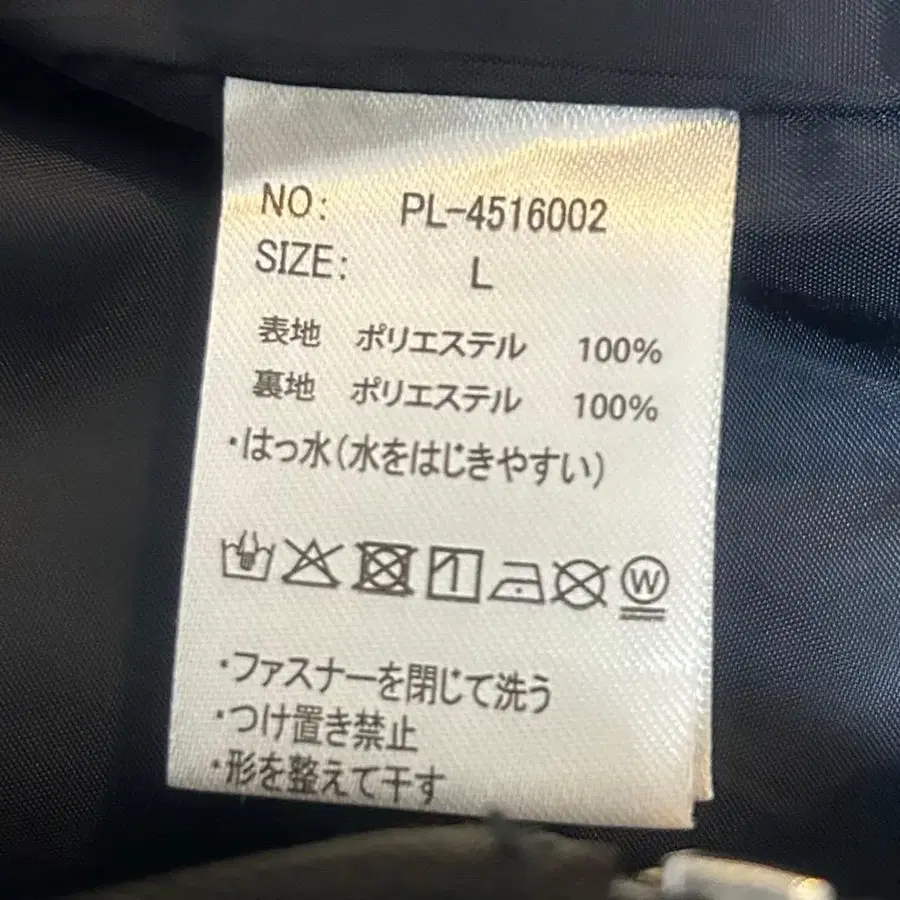 NO: PL-4516002
SIZE: L
表地 ポリエステル 100%
裏地 ポリエステル 100%
・はっ水(水をはじきやすい)
W
・ファスナーを閉じて洗う
・つけ置き禁止
・形を整えて干す